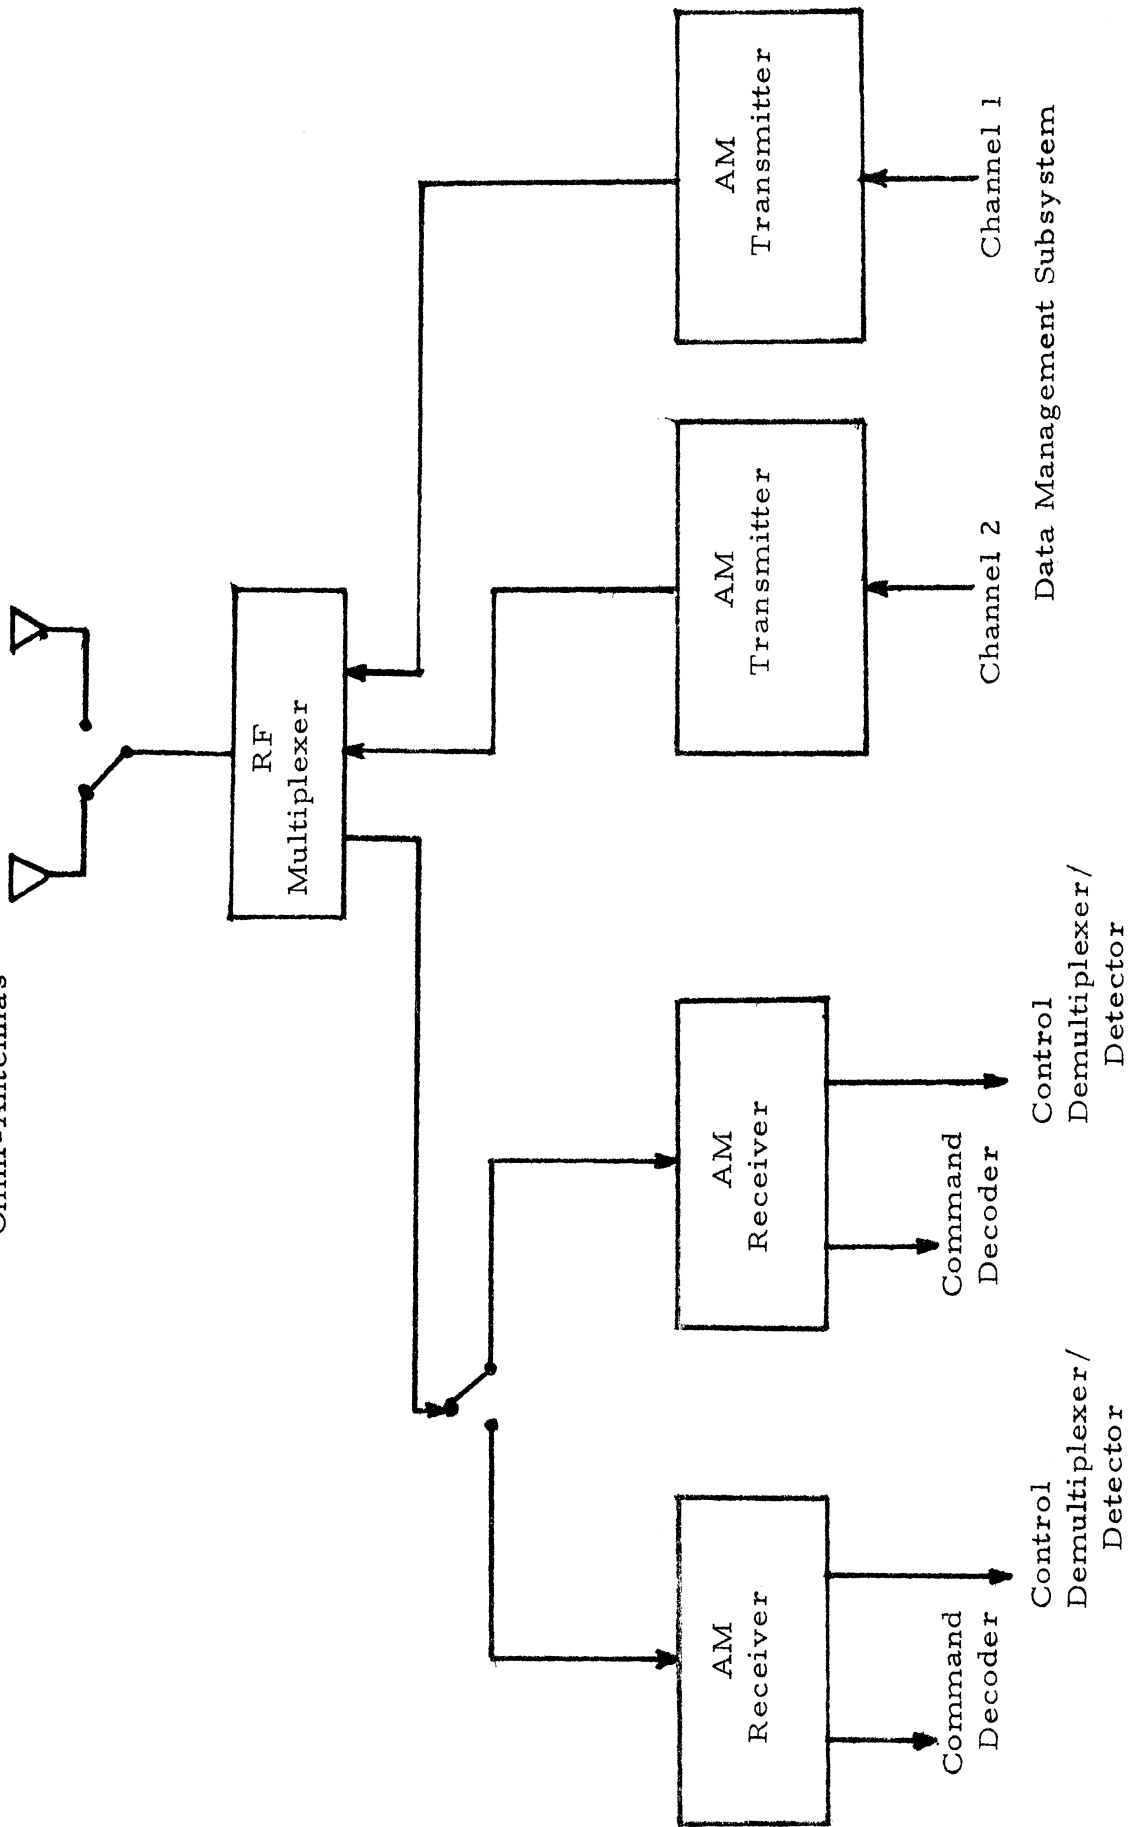 Omni-Antennas
RF
Multiplexer
AM
Receiver
AM
Receiver
AM
Transmitter
AM
Transmitter
Command
Decoder
Control
Demultiplexer/
Detector
Command
Decoder
Control
Demultiplexer/
Detector
Channel 2
Channel 1
Data Management Subsystem